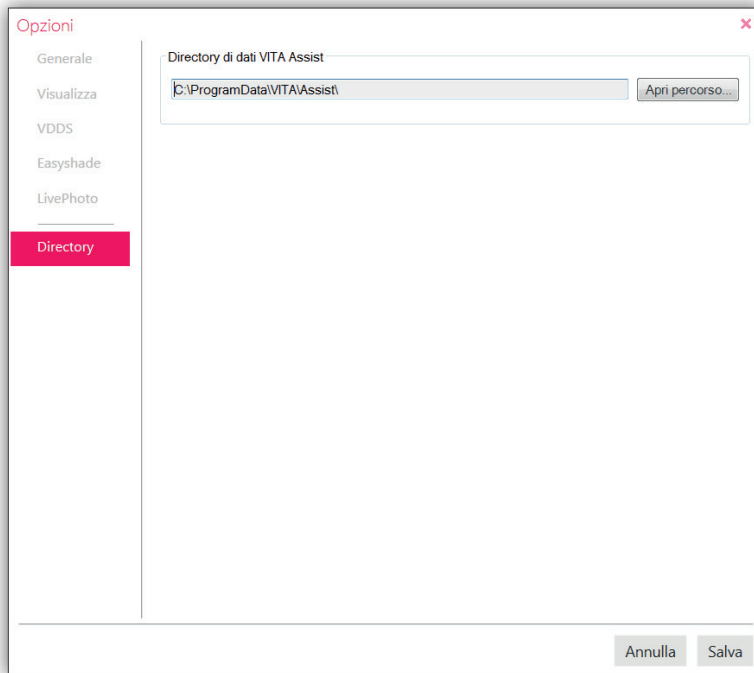 Opzioni
Generale
Visualizza
VDDS
Easyshade
LivePhoto
Directory
Directory di dati VITA Assist
C:\ProgramData\VITA\Assist\
Apri percorso...
Annulla
Salva